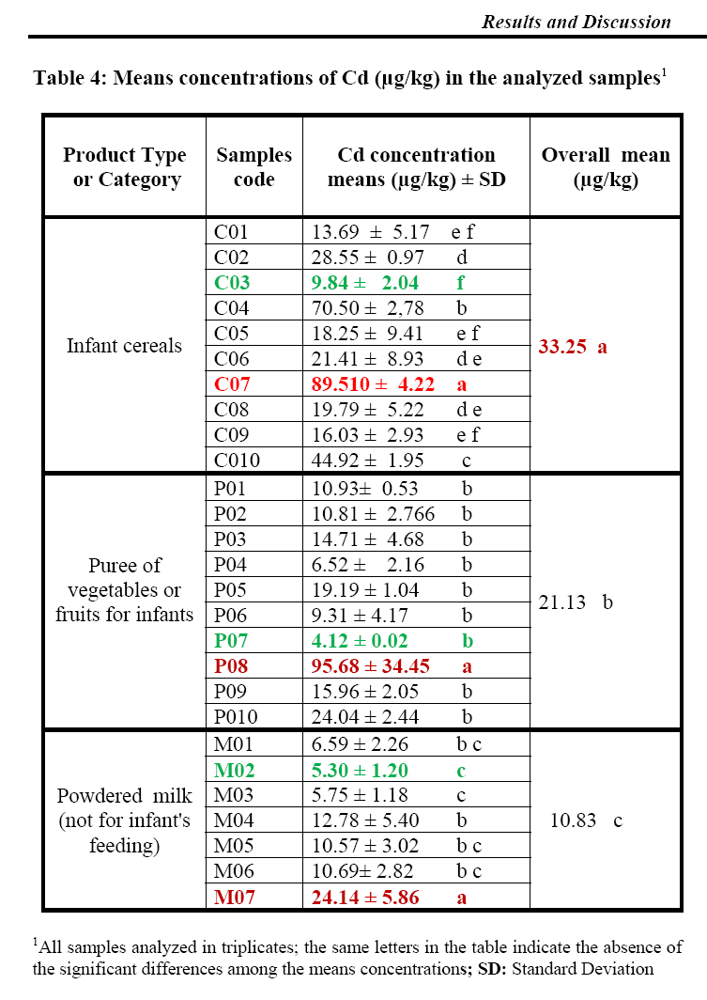 Results and Discussion
Table 4: Means concentrations of Cd (µg/kg) in the analyzed samples1
Product Type or Category Samples code Cd concentration means (µg/kg) ± SD Overall mean (µg/kg)
Infant cereals
C01 13.69 ± 5.17 e f
C02 28.55 ± 0.97 d
C03 9.84 ± 2.04 f
C04 70.50 ± 2,78 b
C05 18.25 ± 9.41 e f
C06 21.41 ± 8.93 d e
C07 89.510 ± 4.22 a
C08 19.79 ± 5.22 d e
C09 16.03 ± 2.93 e f
C010 44.92 ± 1.95 c
33.25 a
Puree of
vegetables or
fruits for infants
P01 10.93± 0.53 b
P02 10.81 ± 2.766 b
P03 14.71 ± 4.68 b
P04 6.52 ± 2.16 b
P05 19.19 ± 1.04 b
P06 9.31 ± 4.17 b
P07 4.12 ± 0.02 b
P08 95.68 ± 34.45 a
P09 15.96 ± 2.05 b
P010 24.04 ± 2.44 b
21.13 b
Powdered milk
(not for infant's
feeding)
M01 6.59 ± 2.26 b c
M02 5.30 ± 1.20 c
M03 5.75 ± 1.18 c
M04 12.78 ± 5.40 b
M05 10.57 ± 3.02 b c
M06 10.69± 2.82 b c
M07 24.14 ± 5.86 a
10.83 c
1All samples analyzed in triplicates; the same letters in the table indicate the absence of
the significant differences among the means concentrations; SD: Standard Deviation